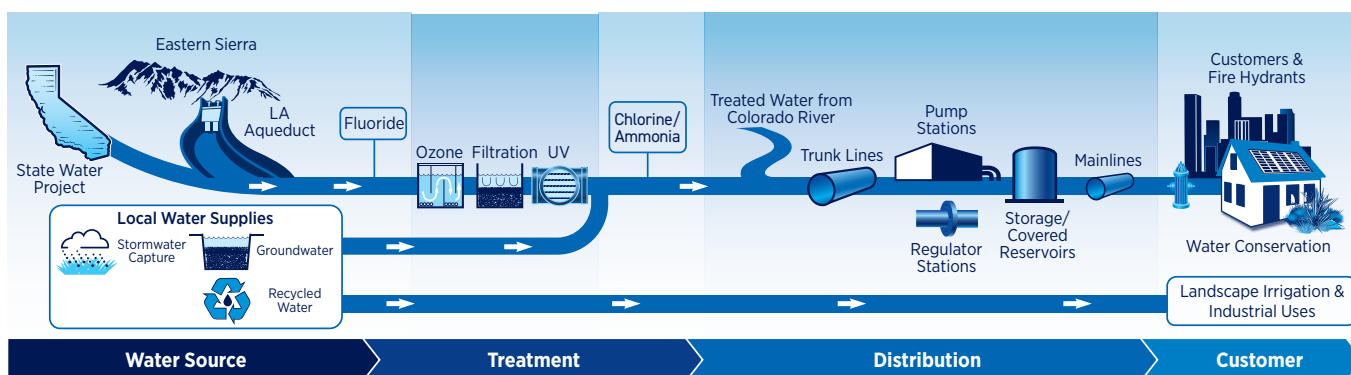 Eastern Sierra
State Water
Project
LA
Aqueduct
Fluoride
Ozone
Filtration
UV
Chlorine/
Ammonia
Treated Water from
Colorado River
Trunk Lines
Pump
Stations
Regulator
Stations
Storage/
Covered
Reservoirs
Mainlines
Customers &
Fire Hydrants
Water Conservation
Local Water Supplies
Stormwater
Capture
Groundwater
Recycled
Water
Landscape Irrigation &
Industrial Uses
Water Source
Treatment
Distribution
Customer